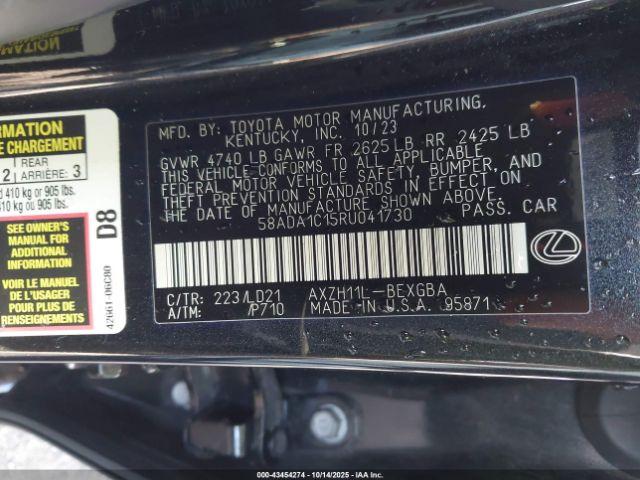 RMATION
E CHARGEMENT
2 REAR ARRIÈRE 3
d 410 kg or 905 lbs.
410 kg ou 905 lbs.
SEE OWNER'S
MANUAL FOR
ADDITIONAL
INFORMATION
VOIR LE MANUEL
DE L'USAGER
POUR PLUS DE
RENSEIGNEMENTS
D8
42661-06C80
MFD. BY: TOYOTA MOTOR MANUFACTURING,
KENTUCKY, INC. 10/23
GVWR 4740 LB GAWR FR 2625 LB RR 2425 LB
THIS VEHICLE CONFORMS TO ALL APPLICABLE
FEDERAL MOTOR VEHICLE SAFETY, BUMPER, AND
THEFT PREVENTION STANDARDS IN EFFECT ON
THE DATE OF MANUFACTURE SHOWN ABOVE.
58ADA1C15RU041730 PASS. CAR
C/TR: 223/LD21 AXZH11L-BEXGBA
A/TM: /P710 MADE IN U.S.A. 95871
000-43454274 - 10/14/2025 - IAAI.com